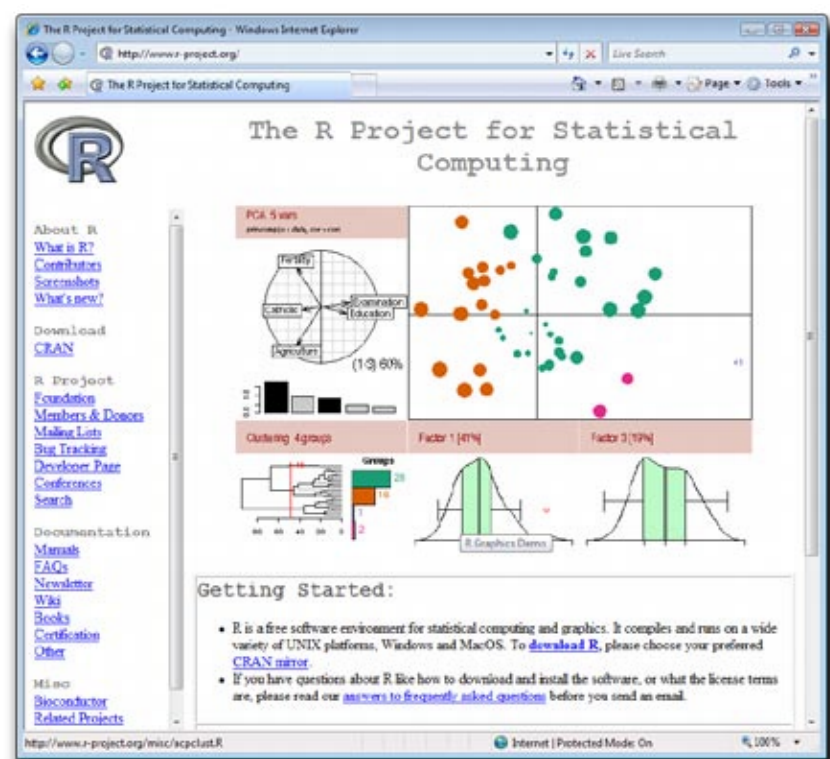 The R Project for Statistical Computing - Windows Internet Explorer
http://www.r-project.org/
Live Search
The R Project for Statistical Computing
Page
Tools
R
The R Project for Statistical
Computing
About R
What is R?
Contributors
Screenshots
What's new?
Download
CRAN
R Project
Foundation
Members & Donors
Mailing Lists
Bug Tracking
Developer Page
Conferences
Search
Documentation
Manuals
FAQs
Newsletter
Wiki
Books
Certification
Other
Misc
Bioconductor
Related Projects
PCA 5 vars
Fertility
Catholic
Examination
Education
Agriculture
(1-3) 60%
Clustering 4 groups
Factor 1 [41%]
Factor 3 [19%]
Groups
28
16
1
2
80 60 40 20 0
R Graphics Demo
Getting Started:
R is a free software environment for statistical computing and graphics. It compiles and runs on a wide
variety of UNIX platforms, Windows and MacOS. To download R, please choose your preferred
CRAN mirror.
If you have questions about R like how to download and install the software, or what the license terms
are, please read our answers to frequently asked questions before you send an email.
http://www.r-project.org/misc/acpclust.R
Internet | Protected Mode: On
100%